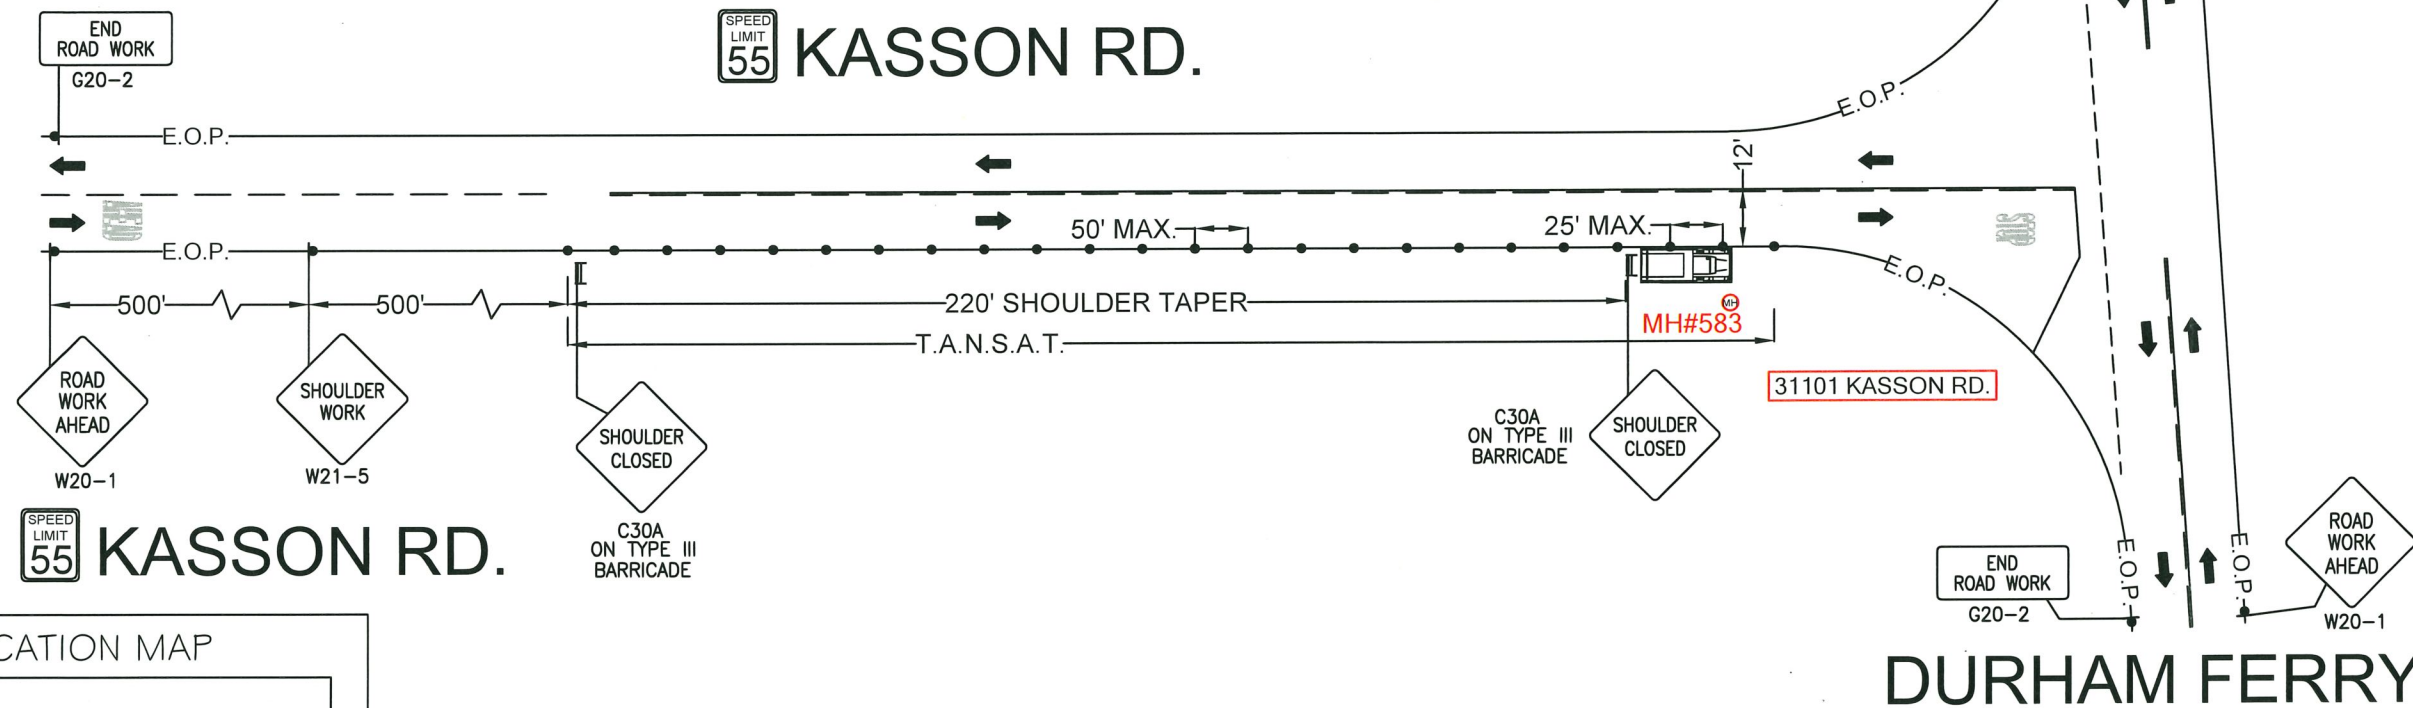 END
ROAD WORK
G20-2
SPEED
LIMIT
55
KASSON RD.
E.O.P.
E.O.P.
12'
E.O.P.
50' MAX.
25' MAX.
E.O.P.
500'
500'
220' SHOULDER TAPER
MH
MH#583
T.A.N.S.A.T.
31101 KASSON RD.
ROAD
WORK
AHEAD
W20-1
SHOULDER
WORK
W21-5
SHOULDER
CLOSED
C30A
ON TYPE III
BARRICADE
C30A
ON TYPE III
BARRICADE
SHOULDER
CLOSED
SPEED
LIMIT
55
KASSON RD.
END
ROAD WORK
G20-2
E.O.P.
E.O.P.
ROAD
WORK
AHEAD
W20-1
CATION MAP
DURHAM FERRY